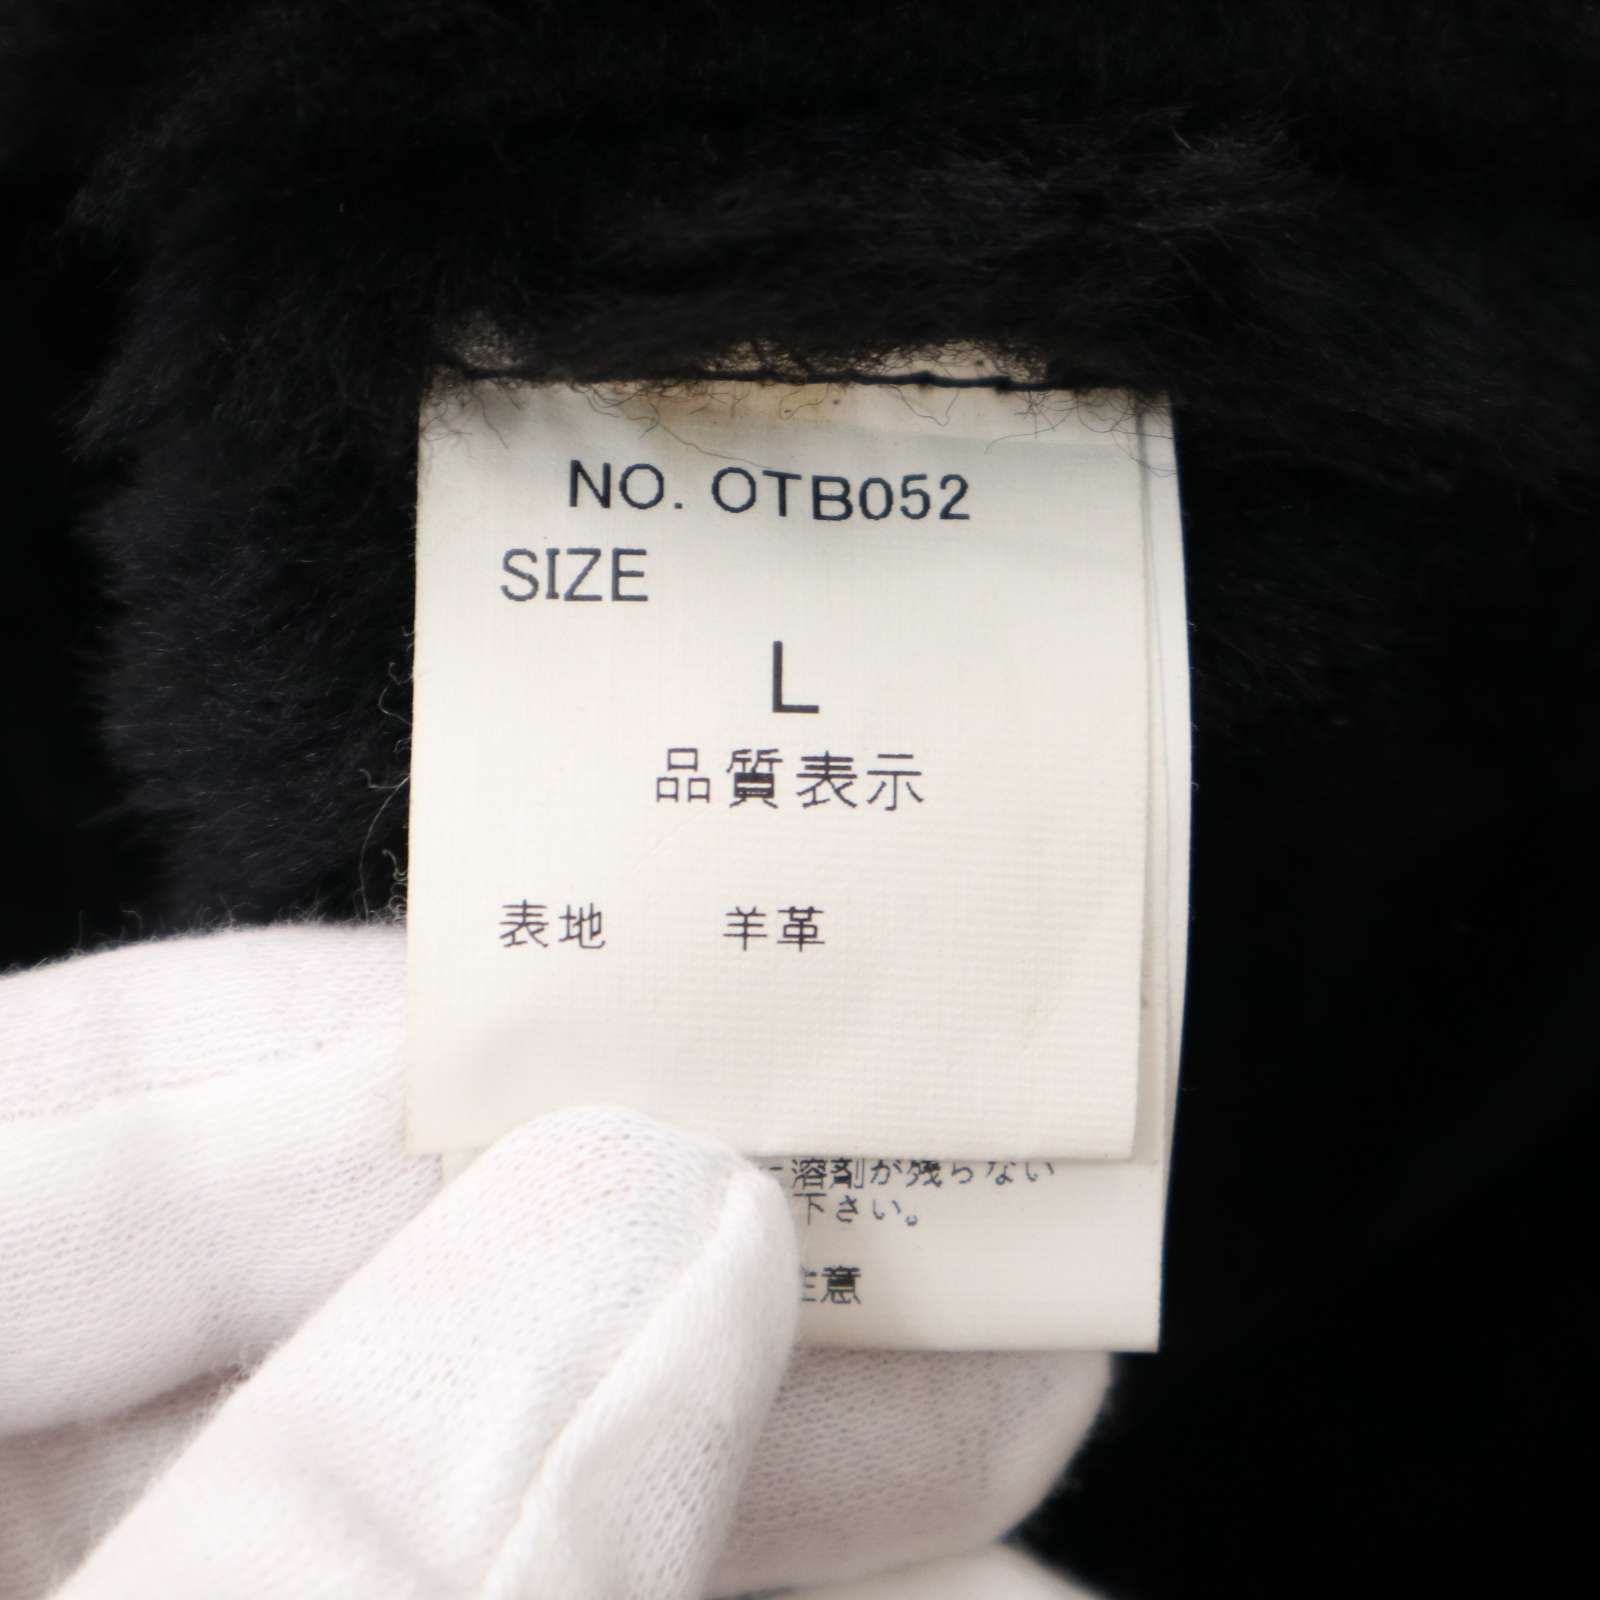 NO. OTB052
SIZE
L
品質表示
表地 羊革
溶剤が残らない
下さい。
注意